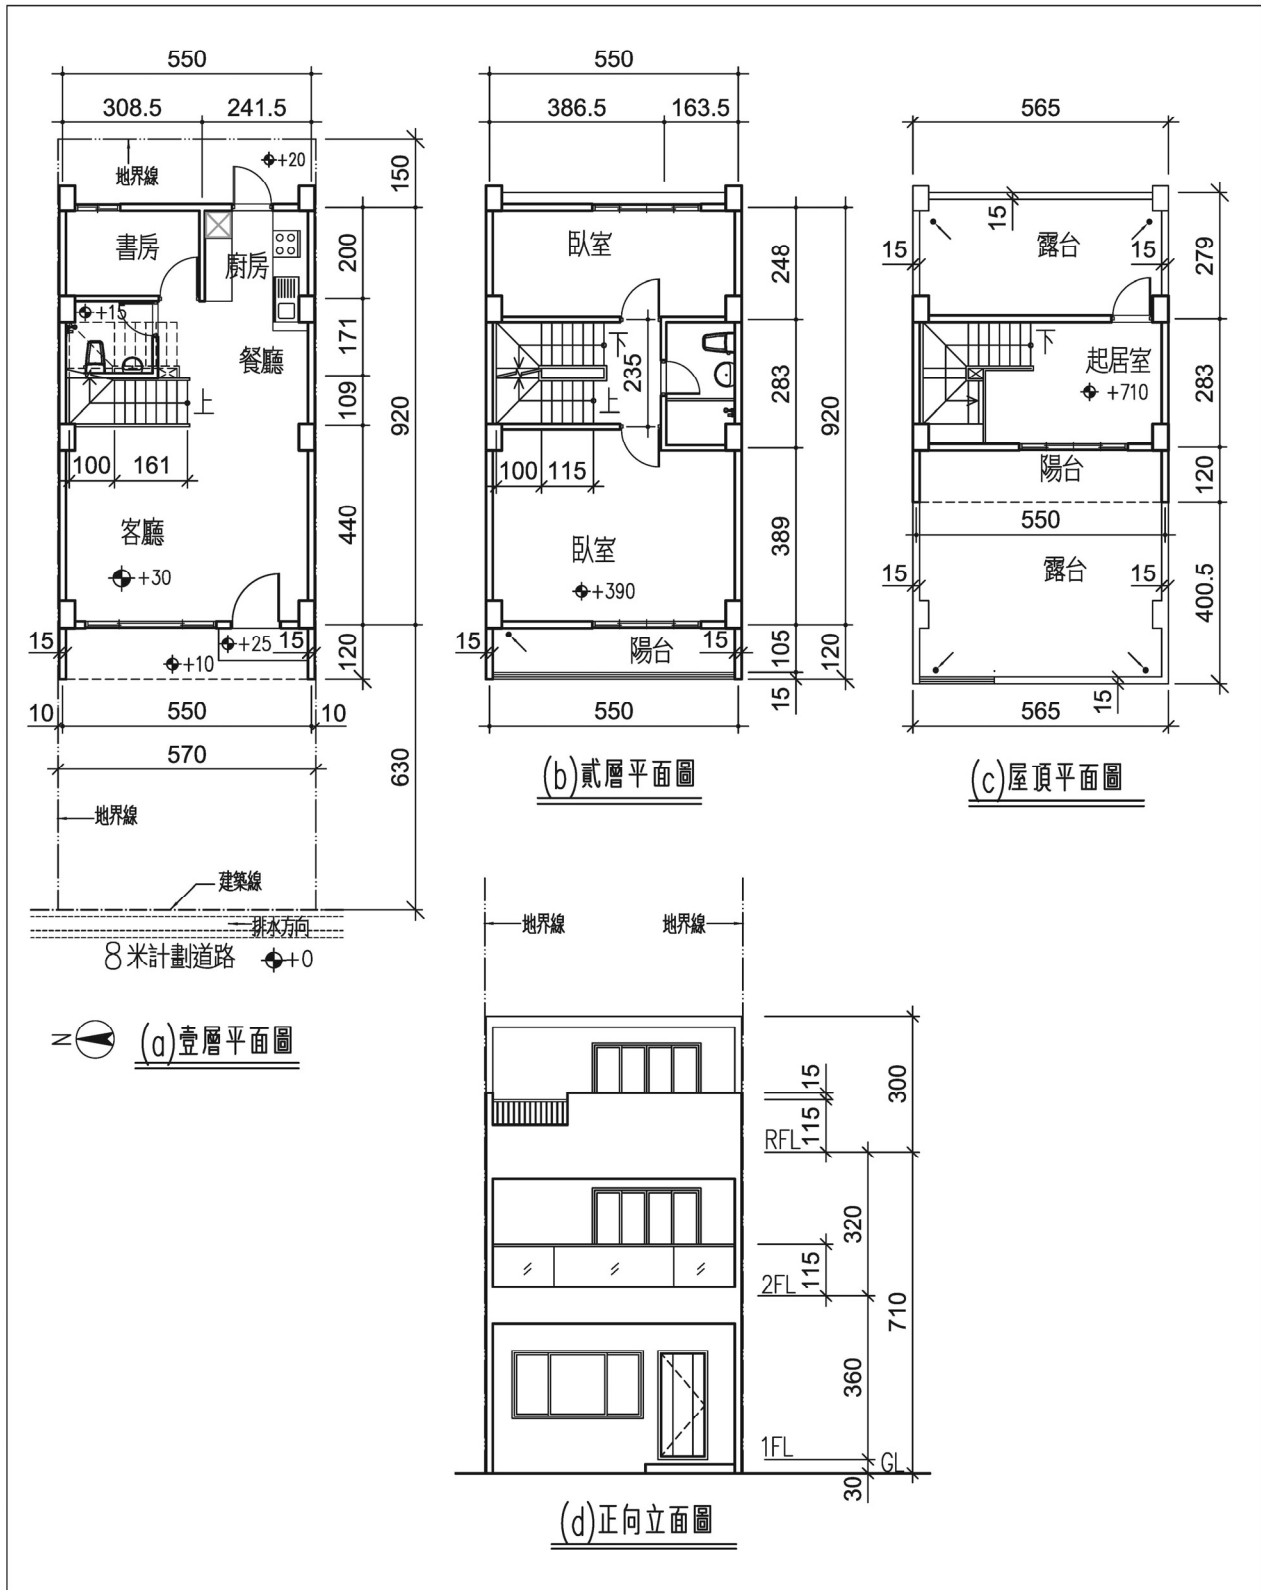 550
308.5 241.5
地界線
+20
150
書房
廚房
200
+15
餐廳
171
上
109
100 161
920
客廳
+30
440
15
+25
15
+10
120
10 550 10
570
630
地界線
建築線
排水方向
8米計劃道路
+0
N
(a)壹層平面圖
550
386.5 163.5
臥室
248
下
235
283
上
920
100 115
臥室
389
+390
15
陽台
15
105
120
15
550
(b)貳層平面圖
565
15
15
露台
15
279
下
起居室
+710
283
陽台
120
550
15
露台
15
400.5
15
565
(c)屋頂平面圖
地界線 地界線
15
300
115
RFL
320
115
2FL
710
360
1FL
GL
30
(d)正向立面圖